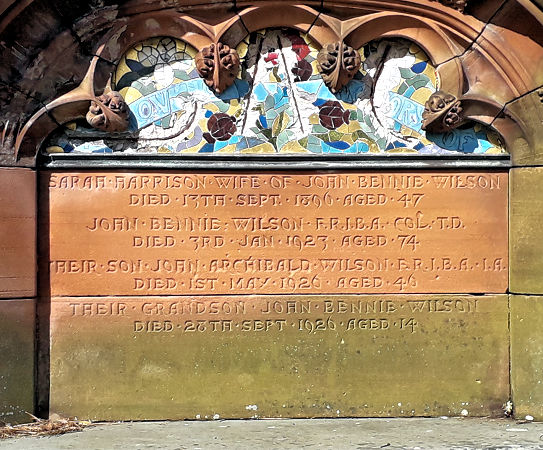 SARAH · HARRISON · WIFE · OF · JOHN · BENNIE · WILSON
DIED · 13TH · SEPT · 1896 · AGED · 47
JOHN · BENNIE · WILSON · F.R.I.B.A. · COL. T.D.
DIED · 3RD · JAN · 1923 · AGED · 74
THEIR · SON · JOHN · ARCHIBALD · WILSON · F.R.I.B.A. · I.A.
DIED · 1ST · MAY · 1926 · AGED · 46
THEIR · GRANDSON · JOHN · BENNIE · WILSON
DIED · 28TH · SEPT · 1926 · AGED · 14